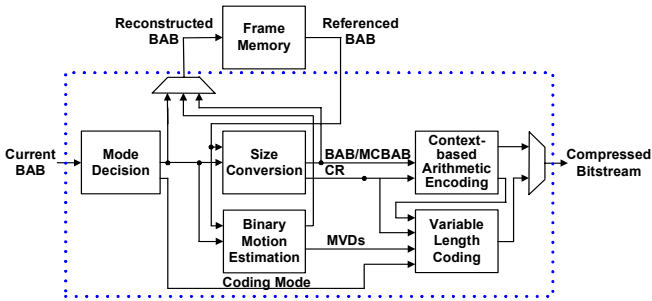 Reconstructed
BAB
Frame
Memory
Referenced
BAB
Current
BAB
Mode
Decision
Size
Conversion
BAB/MCBAB
CR
Context-
based
Arithmetic
Encoding
Compressed
Bitstream
Binary
Motion
Estimation
MVDs
Variable
Length
Coding
Coding Mode